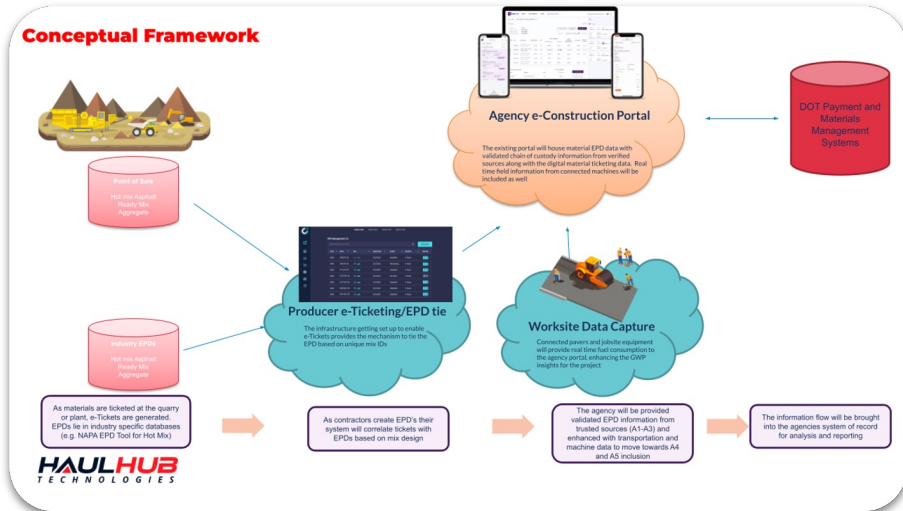 Conceptual Framework
Agency e-Construction Portal
The existing portal will house material EPD data with
validated chain of custody information from verified
sources along with the digital material ticketing data. Real
time field information from connected machines will be
included as well
DOT Payment and
Materials
Management
Systems
Point of Sale
Hot mix Asphalt
Ready Mix
Aggregate
Producer e-Ticketing/EPD tie
The infrastructure getting set up to enable
e-Tickets provides the mechanism to tie the
EPD based on unique mix IDs
Worksite Data Capture
Connected pavers and jobsite equipment
will provide real time fuel consumption to
the agency portal, enhancing the GWP
insights for the project
Industry EPDs
Hot mix Asphalt
Ready Mix
Aggregate
As materials are ticketed at the quarry
or plant, e-Tickets are generated.
EPDs lie in industry specific databases
(e.g. NAPA EPD Tool for Hot Mix)
As contractors create EPD's their
system will correlate tickets with
EPDs based on mix design
The agency will be provided
validated EPD information from
trusted sources (A1-A3) and
enhanced with transportation and
machine data to move towards A4
and A5 inclusion
The information flow will be brought
into the agencies system of record
for analysis and reporting
HAULHUB
TECHNOLOGIES